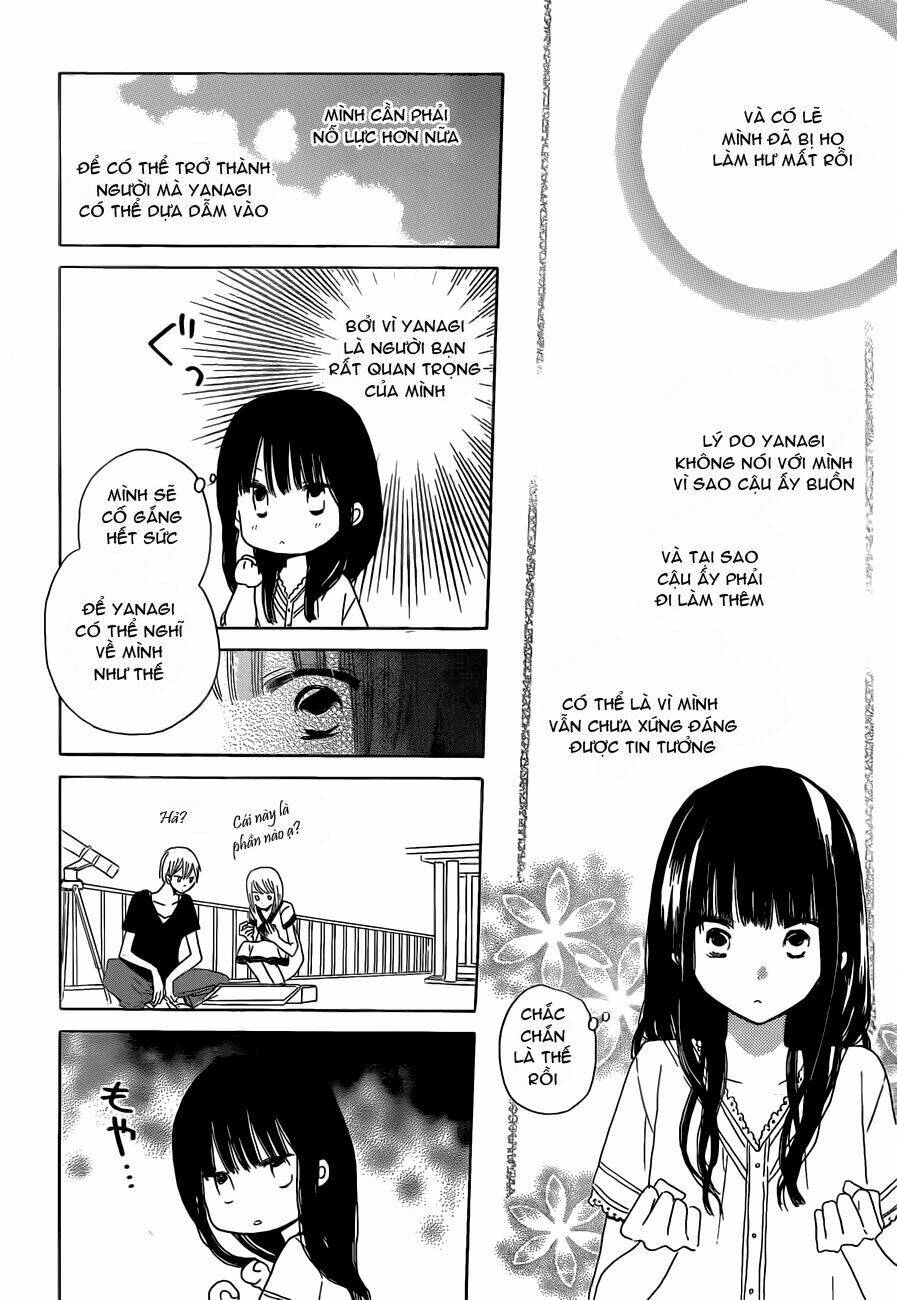 VÀ CÓ LẼ
MÌNH ĐÃ BỊ HỌ
LÀM HƯ MẤT RỒI
LÝ DO YANAGI
KHÔNG NÓI VỚI MÌNH
VÌ SAO CẬU ẤY BUỒN
VÀ TẠI SAO
CẬU ẤY PHẢI
ĐI LÀM THÊM
CÓ THỂ LÀ VÌ MÌNH
VẪN CHƯA XỨNG ĐÁNG
ĐƯỢC TIN TƯỞNG
CHẮC
CHẮN
LÀ THẾ
RỒI
MÌNH CẦN PHẢI
NỖ LỰC HƠN NỮA
ĐỂ CÓ THỂ TRỞ THÀNH
NGƯỜI MÀ YANAGI
CÓ THỂ DỰA DẪM VÀO
BỞI VÌ YANAGI
LÀ NGƯỜI BẠN
RẤT QUAN TRỌNG
CỦA MÌNH
ぐっ
MÌNH SẼ
CỐ GẮNG
HẾT SỨC
ĐỂ YANAGI
CÓ THỂ NGHĨ
VỀ MÌNH
NHƯ THẾ
Cái này là
phần nào ạ?
Hả?
もや…